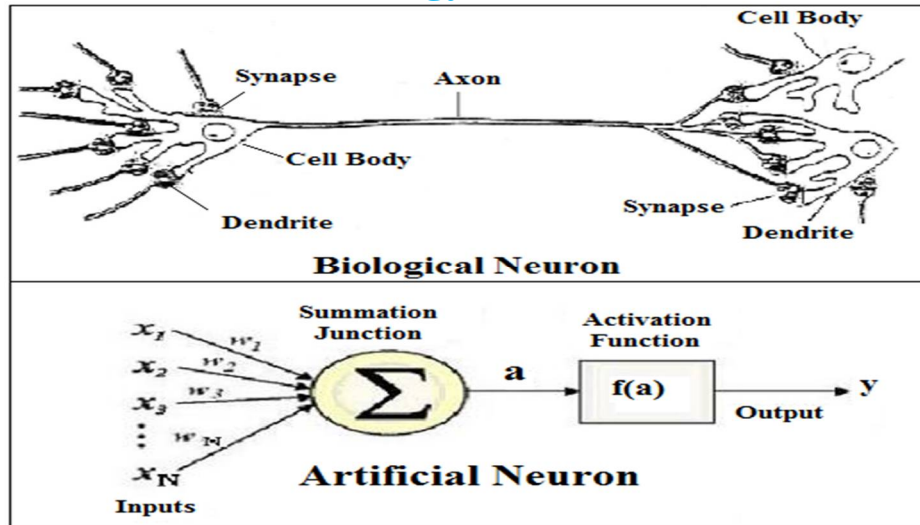 Cell Body
Synapse
Axon
Cell Body
Dendrite
Synapse
Dendrite
Biological Neuron
Summation
Junction
Activation
Function
x1
w1
x2
w2
x3
w3
wN
xN
Inputs
Σ
a
f(a)
y
Output
Artificial Neuron